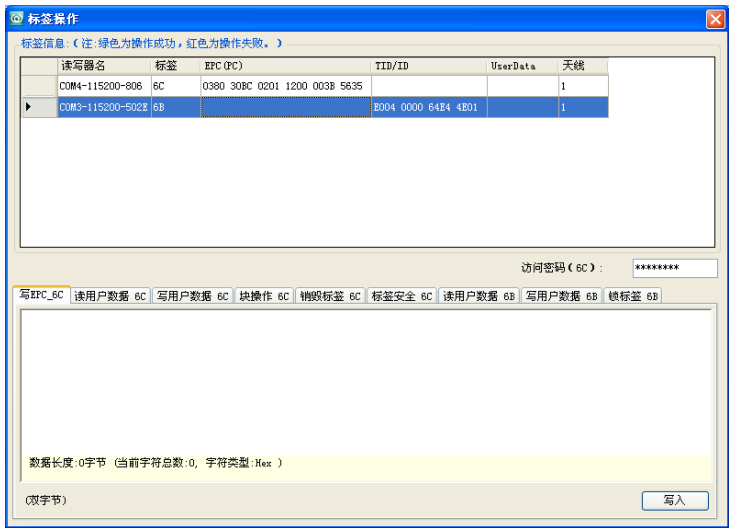 标签操作
标签信息:(注:绿色为操作成功,红色为操作失败。)
读写器名 标签 EPC(PC) TID/ID UserData 天线
COM4-115200-806 6C 0380 30BC 0201 1200 003B 5635 1
COM3-115200-502E 6B E004 0000 64E4 4E01 1
访问密码(6C): ********
写EPC_6C 读用户数据 6C 写用户数据 6C 块操作 6C 销毁标签 6C 标签安全 6C 读用户数据 6B 写用户数据 6B 锁标签 6B
数据长度:0字节 (当前字符总数:0, 字符类型:Hex )
(双字节)
写入